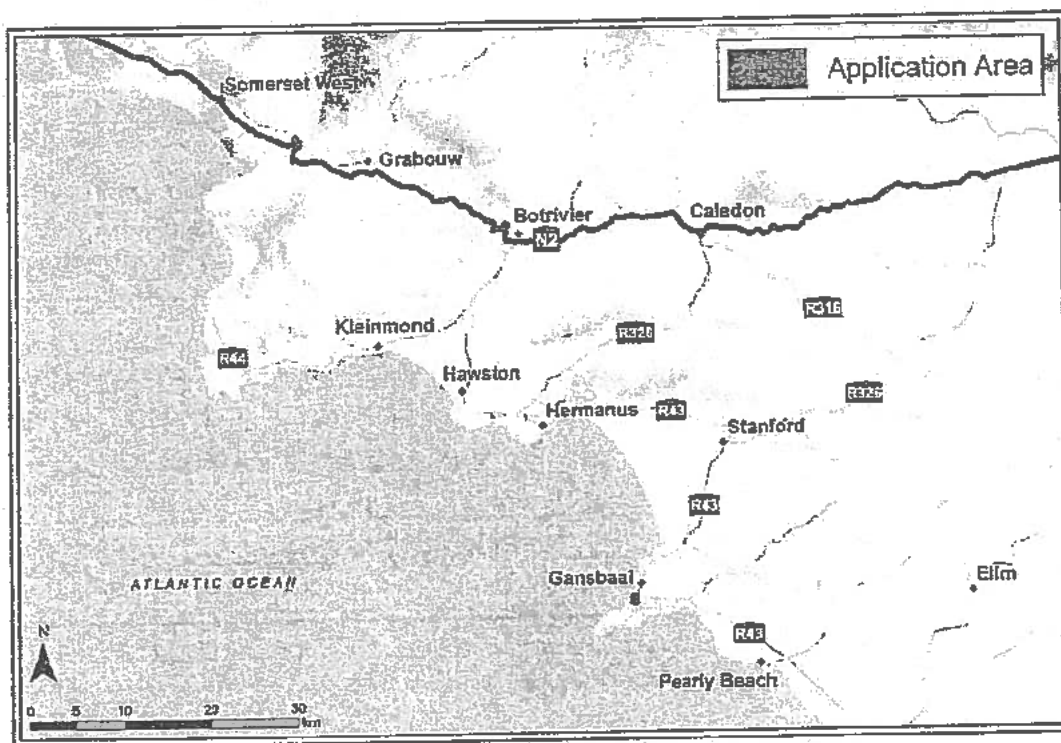 Application Area
Somerset West
Grabouw
Botrivier
N2
Caledon
R316
Kleinmond
R44
R320
Hawston
Hermanus
R43
R326
Stanford
R43
Gansbaai
Elim
ATLANTIC OCEAN
N
R43
Pearly Beach
0 5 10 20 30
km